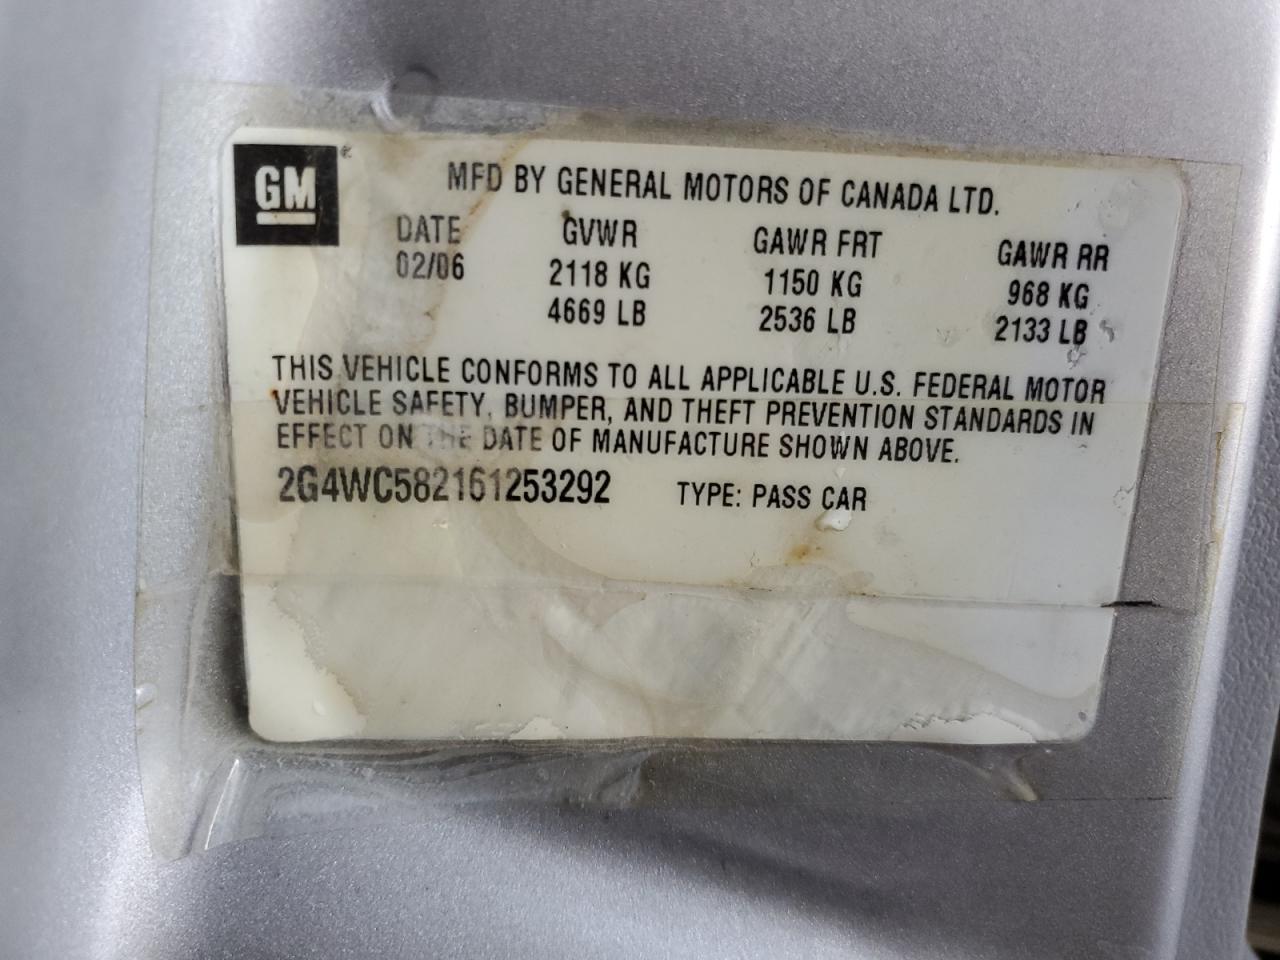 GM
MFD BY GENERAL MOTORS OF CANADA LTD.
DATE GVWR GAWR FRT GAWR RR
02/06 2118 KG 1150 KG 968 KG
4669 LB 2536 LB 2133 LB
THIS VEHICLE CONFORMS TO ALL APPLICABLE U.S. FEDERAL MOTOR
VEHICLE SAFETY, BUMPER, AND THEFT PREVENTION STANDARDS IN
EFFECT ON THE DATE OF MANUFACTURE SHOWN ABOVE.
2G4WC582161253292 TYPE: PASS CAR